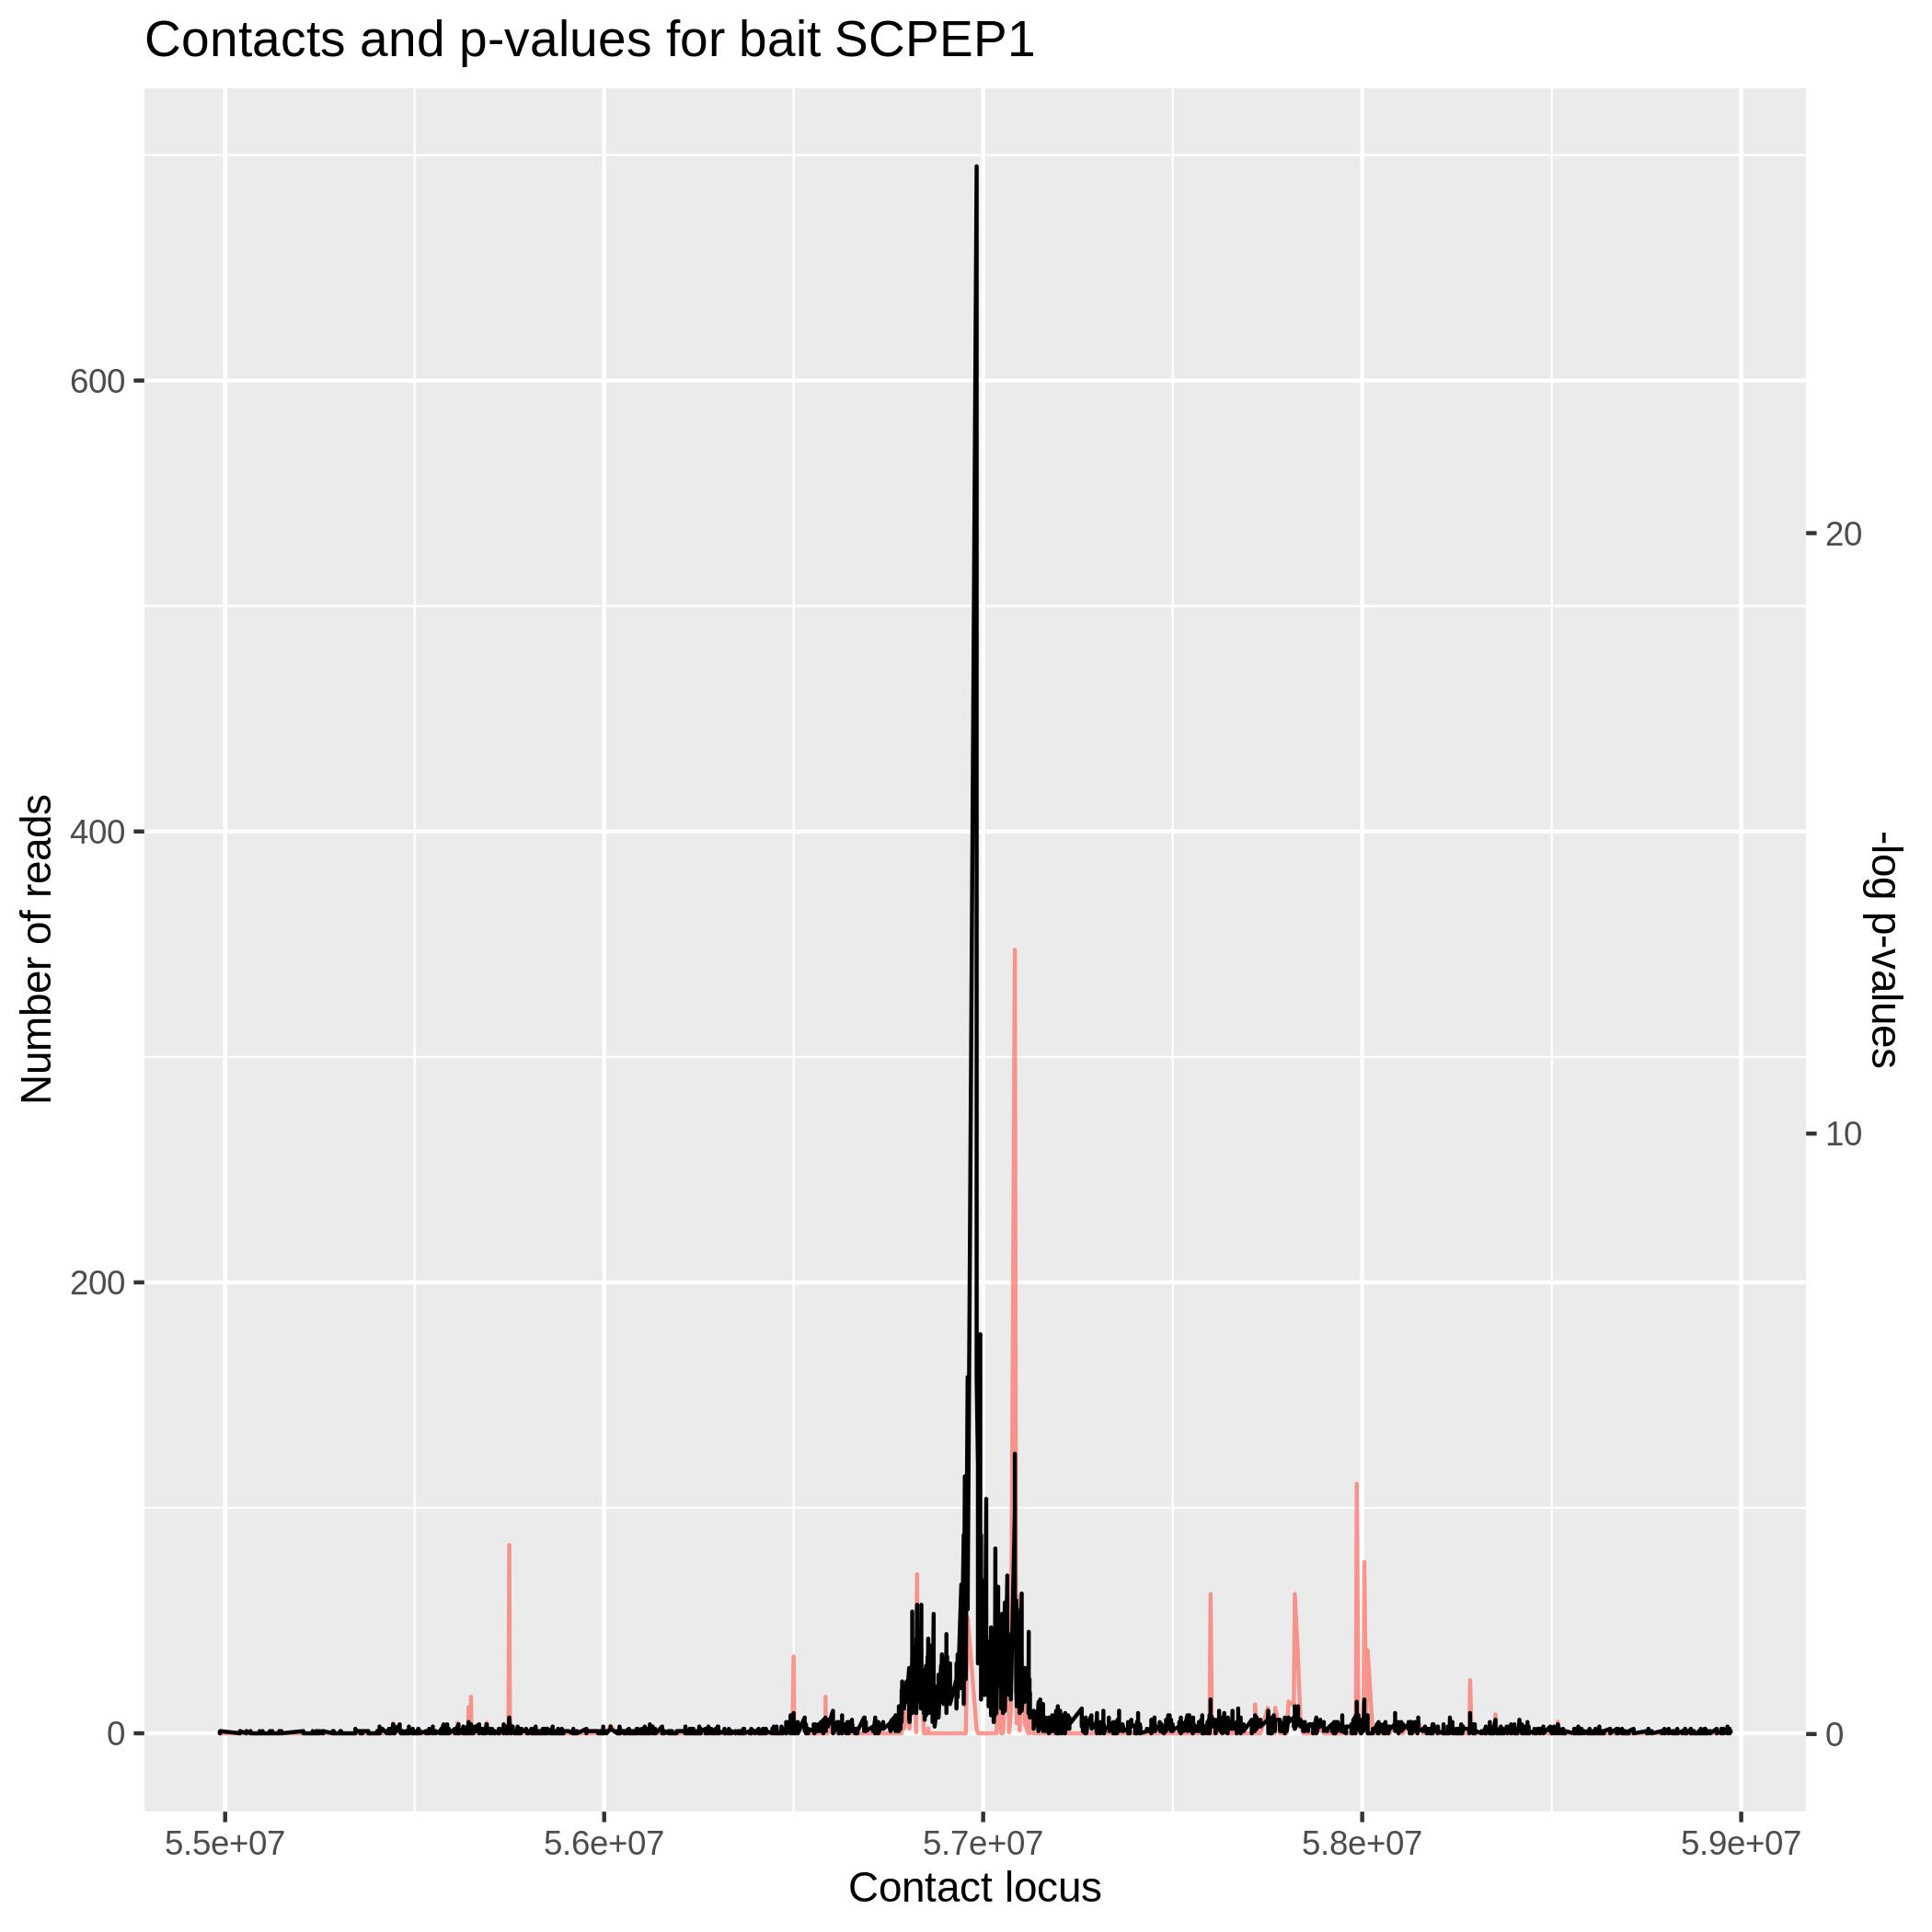 Contacts and p-values for bait SCPEP1
600
400
200
0
Number of reads
20
10
0
-log p-values
5.5e+07
5.6e+07
5.7e+07
5.8e+07
5.9e+07
Contact locus